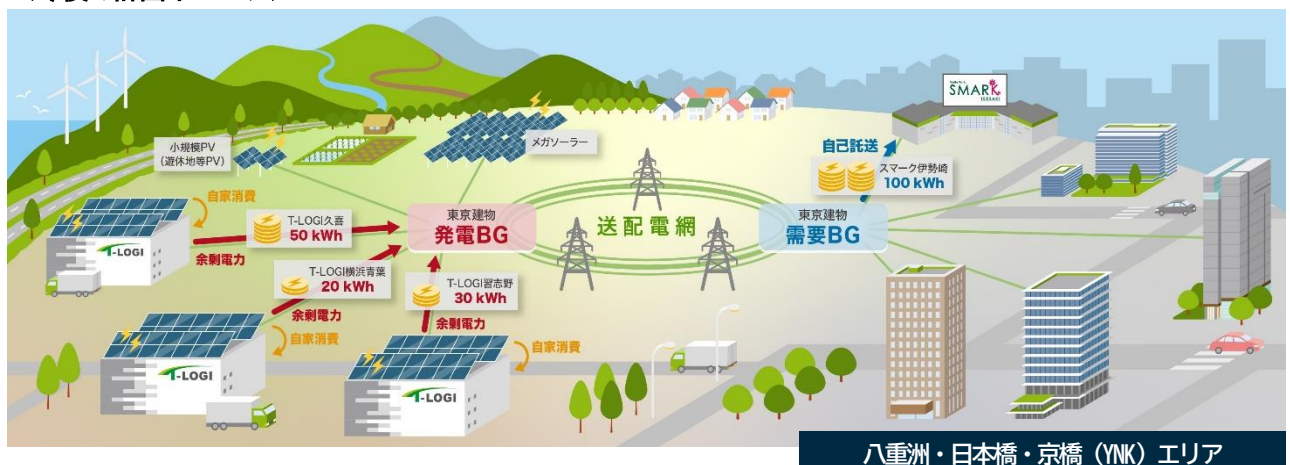 SMARK
ISESAKI
小規模PV
(遊休地等PV)
メガソーラー
自己託送
スマーク伊勢崎
100 kWh
自家消費
T-LOGI久喜
50 kWh
東京建物
発電BG
送配電網
東京建物
需要BG
T-LOGI
余剰電力
T-LOGI横浜青葉
20 kWh
T-LOGI習志野
30 kWh
余剰電力
余剰電力
自家消費
自家消費
T-LOGI
T-LOGI
八重洲・日本橋・京橋(YNK)エリア